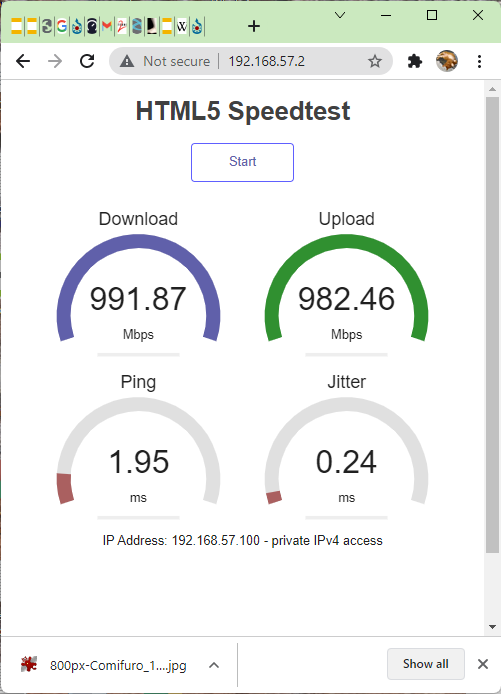 Not secure | 192.168.57.2
HTML5 Speedtest
Start
Download Upload
991.87 982.46
Mbps Mbps
Ping Jitter
1.95 0.24
ms ms
IP Address: 192.168.57.100 - private IPv4 access
800px-Comifuro_1....jpg Show all